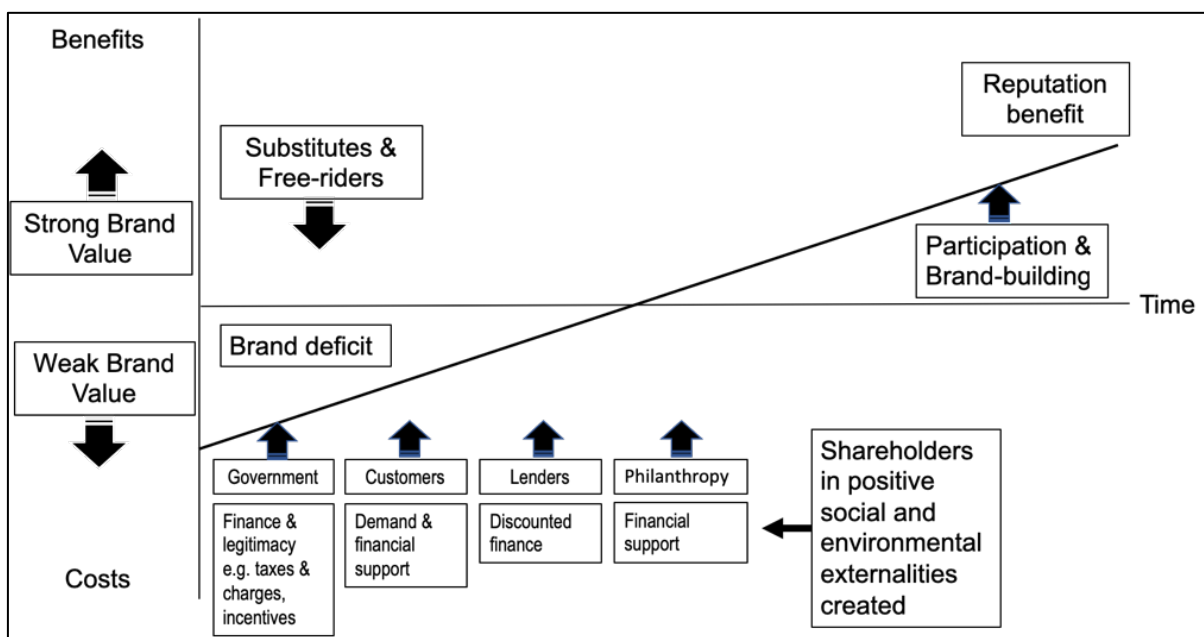 Benefits
Strong Brand
Value
Weak Brand
Value
Costs
Substitutes &
Free-riders
Brand deficit
Reputation
benefit
Participation &
Brand-building
Time
Government
Finance &
legitimacy
e.g. taxes &
charges,
incentives
Customers
Demand &
financial
support
Lenders
Discounted
finance
Philanthropy
Financial
support
Shareholders
in positive
social and
environmental
externalities
created